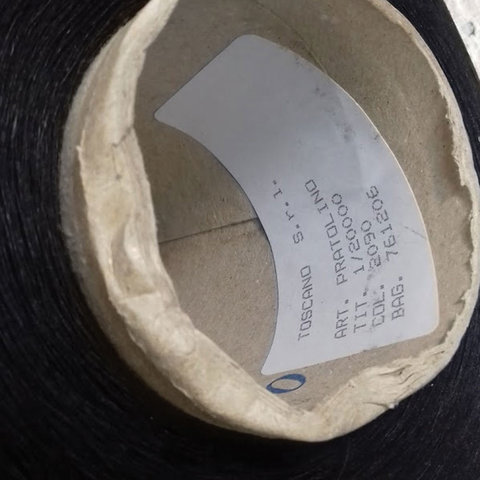 TOSCANO s.r.l.
ART. PRATOLINO
TIT. 1/20000
COL. 2090
BAG. 761206